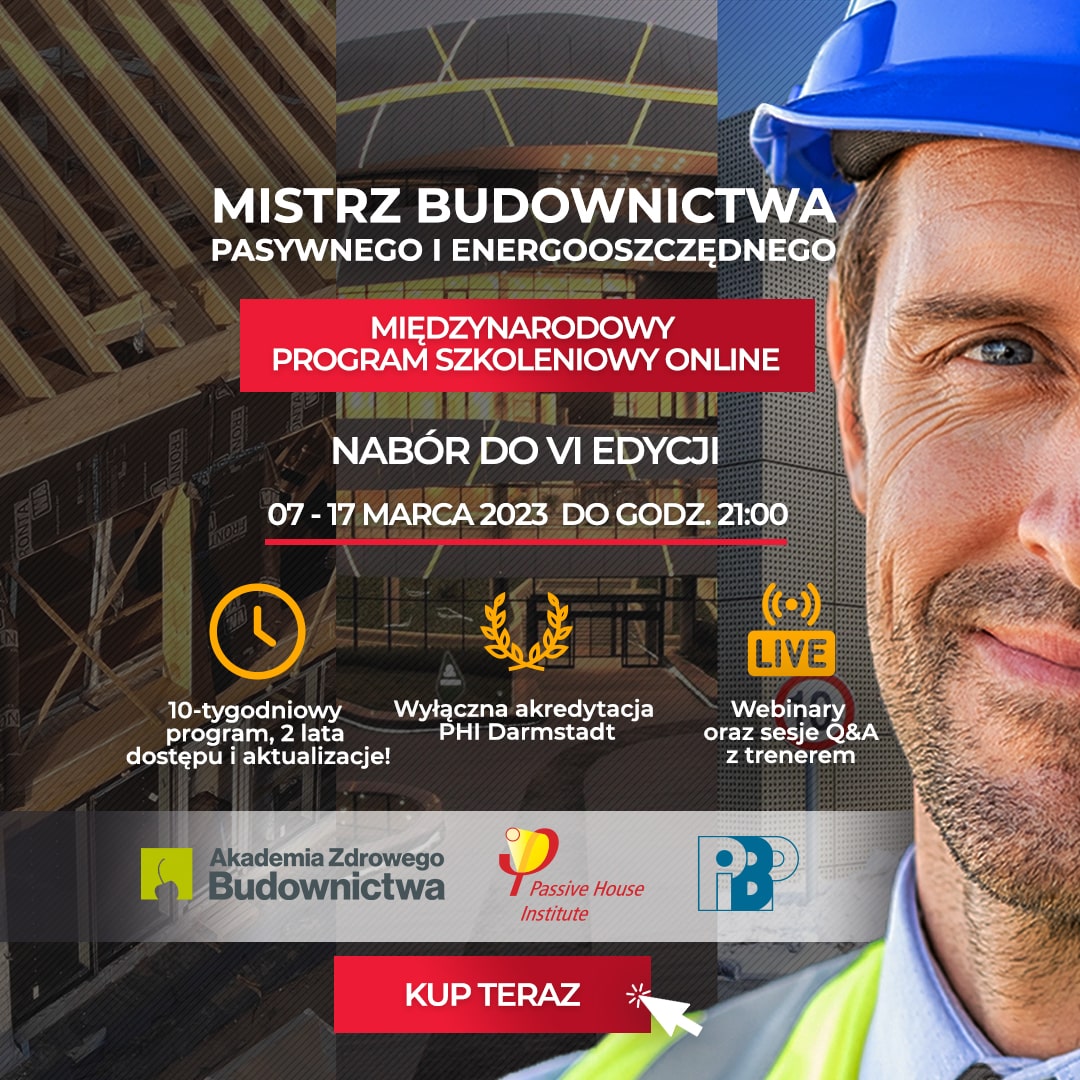 MISTRZ BUDOWNICTWA
PASYWNEGO I ENERGOOSZCZĘDNEGO
MIĘDZYNARODOWY
PROGRAM SZKOLENIOWY ONLINE
NABÓR DO VI EDYCJI
07 - 17 MARCA 2023 DO GODZ. 21:00
10-tygodniowy
program, 2 lata
dostępu i aktualizacje!
Wyłączna akredytacja
PHI Darmstadt
LIVE
10
Webinary
oraz sesje Q&A
z trenerem
Akademia Zdrowego
Budownictwa
Passive House
Institute
PIBP
KUP TERAZ